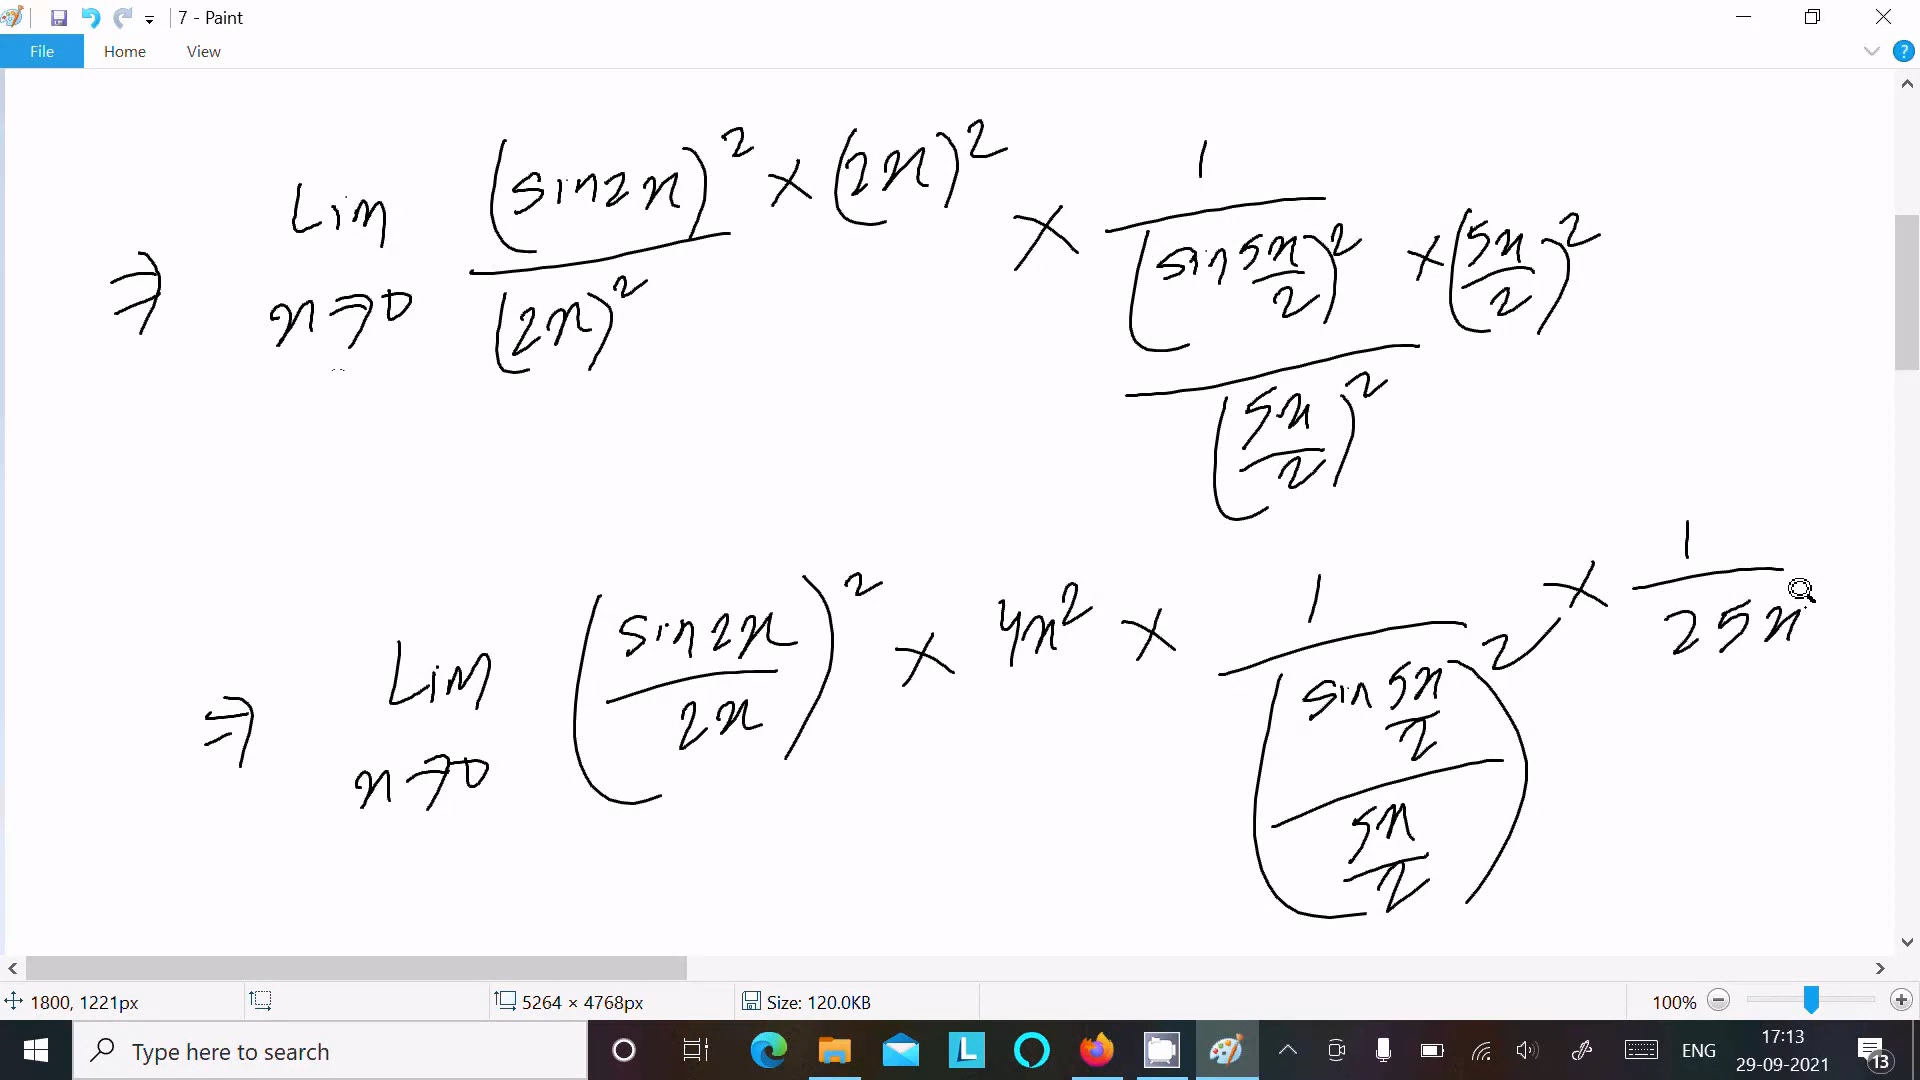 7 - Paint
File Home View
⇒ Lim x→0 (sin2x)² / (2x)² × (2x)² × 1 / ((sin 5x/2)² / (5x/2)² × (5x/2)²)
⇒ Lim x→0 (sin2x / 2x)² × 4x² × 1 / (sin 5x/2 / 5x/2)² × 1 / 25x
1800, 1221px 5264 × 4768px Size: 120.0KB 100%
Type here to search L ENG 17:13 13
29-09-2021